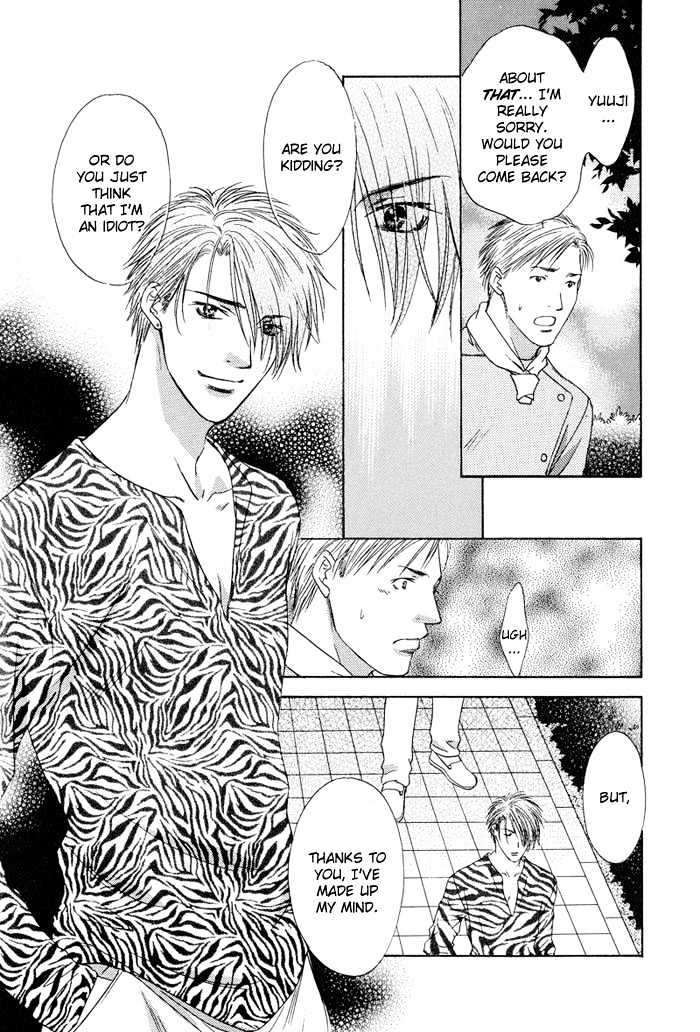 YUUJI
...
ABOUT
THAT... I'M
REALLY
SORRY.
WOULD YOU
PLEASE
COME BACK?
ARE YOU
KIDDING?
OR DO
YOU JUST
THINK
THAT I'M
AN IDIOT?
UGH
...
BUT,
THANKS TO
YOU, I'VE
MADE UP
MY MIND.